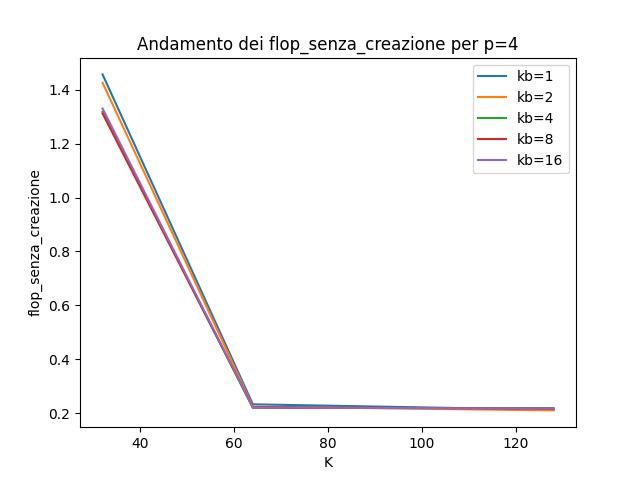 Andamento dei flop_senza_creazione per p=4
kb=1
kb=2
kb=4
kb=8
kb=16
flop_senza_creazione
1.4
1.2
1.0
0.8
0.6
0.4
0.2
40 60 80 100 120
K